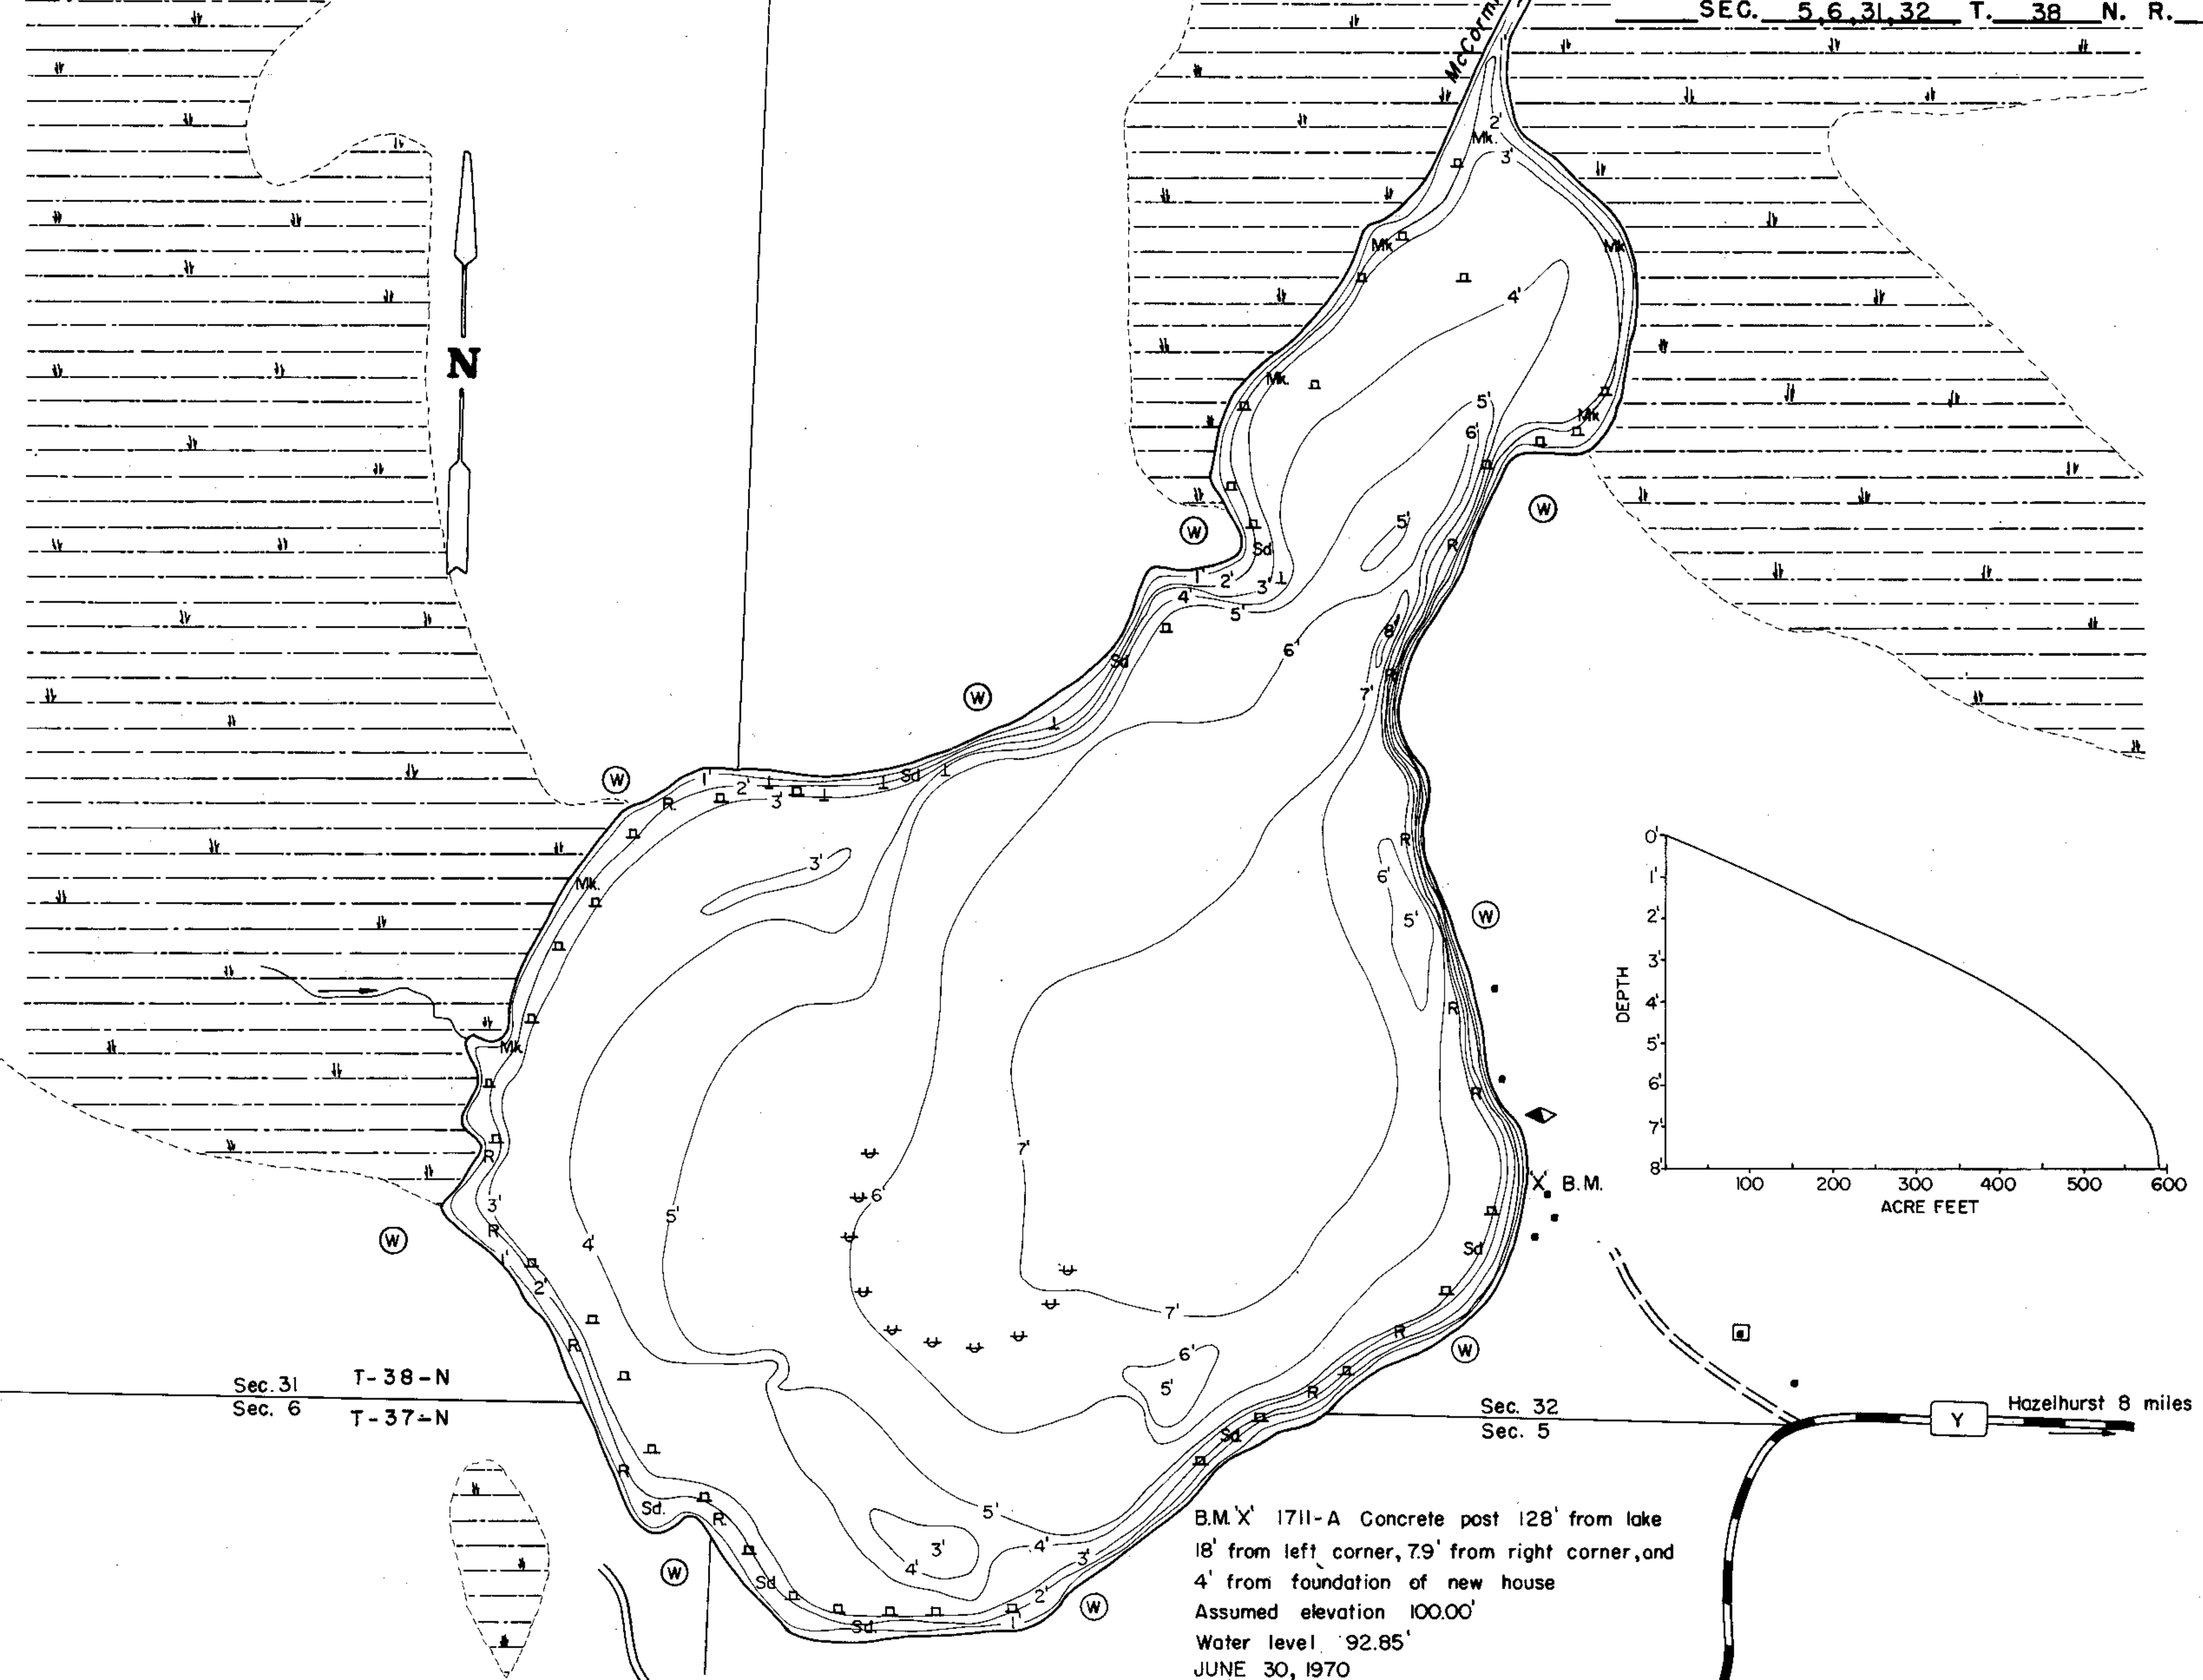 SEC. 5,6,31,32 T. 38 N. R.
McCorm
1'
2'
Mk.
3'
Mk
Mk
4'
N
Mk.
5'
Mk
6'
W
5'
W
R
Sd
1' 2' 3'
4'
5'
8'
6'
Sd
R
7'
W
W
1' 2' 3'
Sd
R.
R
3'
6'
Mk.
W
5'
R
Mk
R
7'
R
'X' B.M.
6'
3'
5'
R
4'
Sd
W
1'
2'
7'
R
R
W
6'
5'
R
Sec. 31 T-38-N
Sec. 6 T-37-N
Sec. 32
Sec. 5
Y
Hazelhurst 8 miles
Sd.
R
Sd.
R.
5'
3'
4'
4'
3'
2'
1'
W
Sd
Sd.
W
0'
1'
2'
3'
4'
5'
6'
7'
8'
DEPTH
100 200 300 400 500 600
ACRE FEET
B.M. 'X' 1711-A Concrete post 128' from lake
18' from left corner, 7.9' from right corner, and
4' from foundation of new house
Assumed elevation 100.00'
Water level 92.85'
JUNE 30, 1970